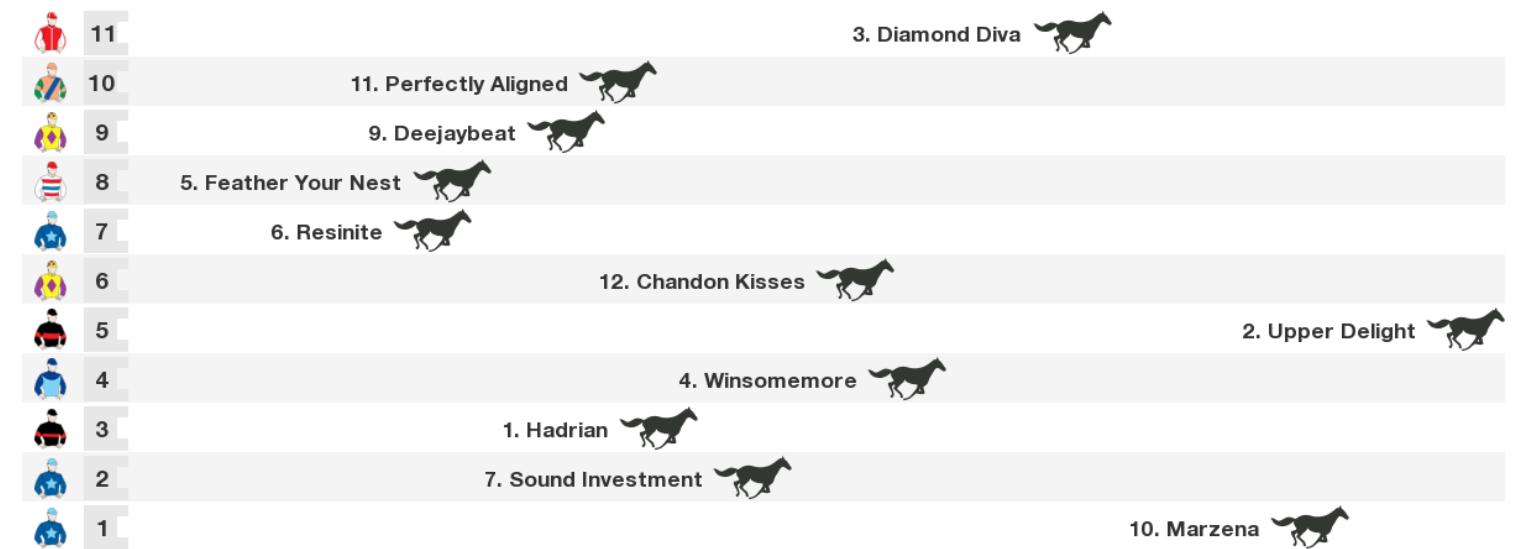 11 3. Diamond Diva
10 11. Perfectly Aligned
9 9. Deejaybeat
8 5. Feather Your Nest
7 6. Resinite
6 12. Chandon Kisses
5 2. Upper Delight
4 4. Winsomemore
3 1. Hadrian
2 7. Sound Investment
1 10. Marzena